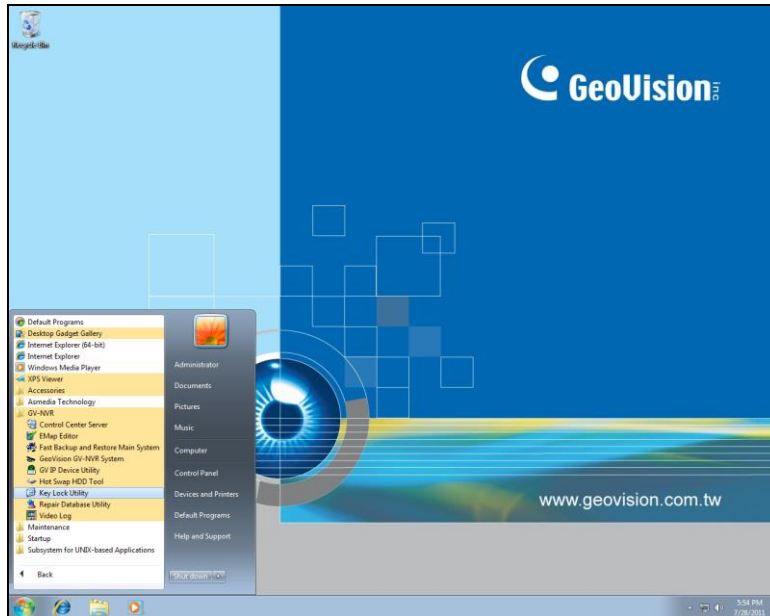 Recycle Bin
GeoVision inc
Default Programs
Desktop Gadget Gallery
Internet Explorer (64-bit)
Internet Explorer
Windows Media Player
XPS Viewer
Accessories
Asmedia Technology
GV-NVR
Control Center Server
EMap Editor
Fast Backup and Restore Main System
GeoVision GV-NVR System
GV IP Device Utility
Hot Swap HDD Tool
Key Lock Utility
Repair Database Utility
Video Log
Maintenance
Startup
Subsystem for UNIX-based Applications
Back
Administrator
Documents
Pictures
Music
Computer
Control Panel
Devices and Printers
Default Programs
Help and Support
Shut down
www.geovision.com.tw
5:54 PM
7/28/2011